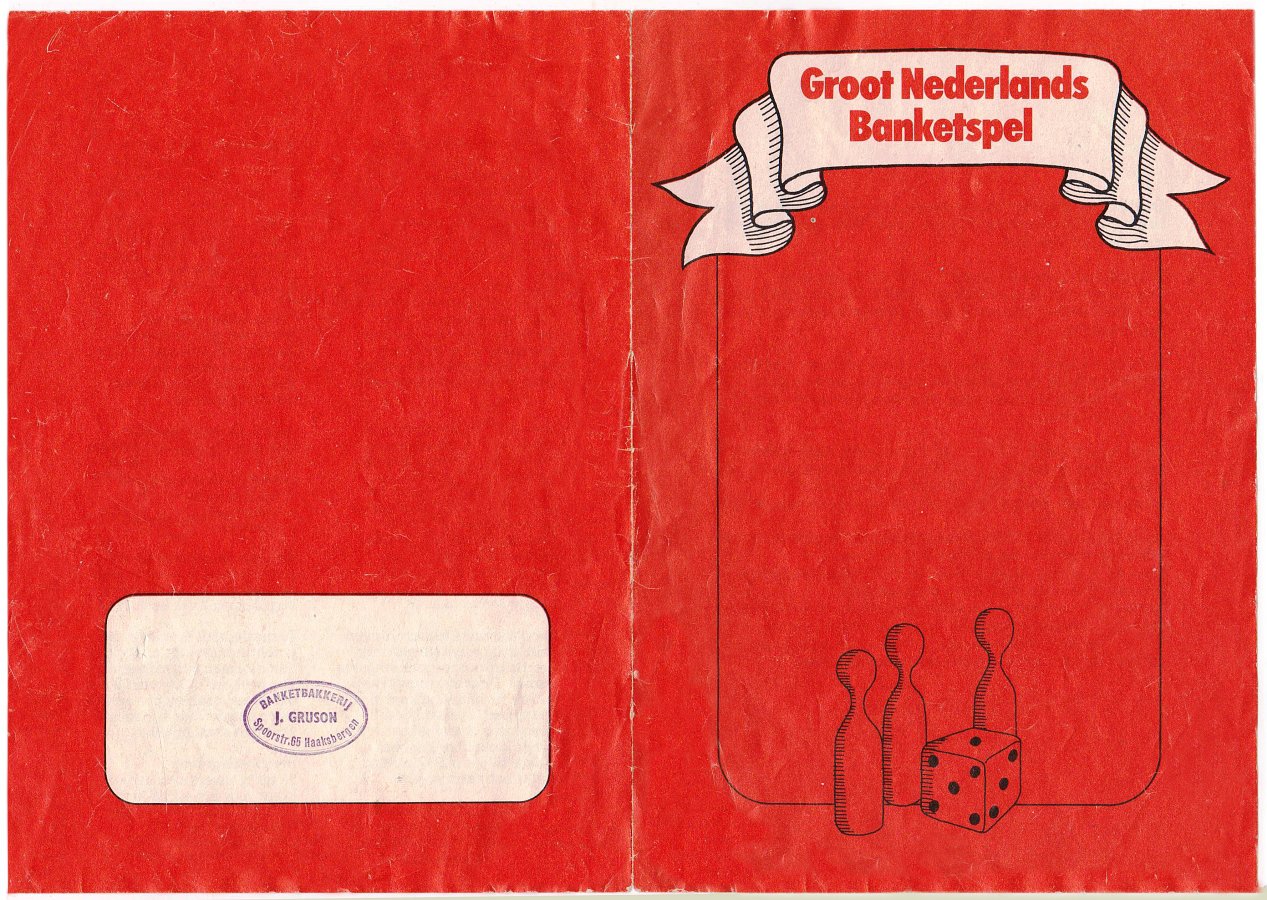 Groot Nederlands
Banketspel
BANKETBAKKERIJ
J. GRUSON
Spoorstr.65 Haaksbergen